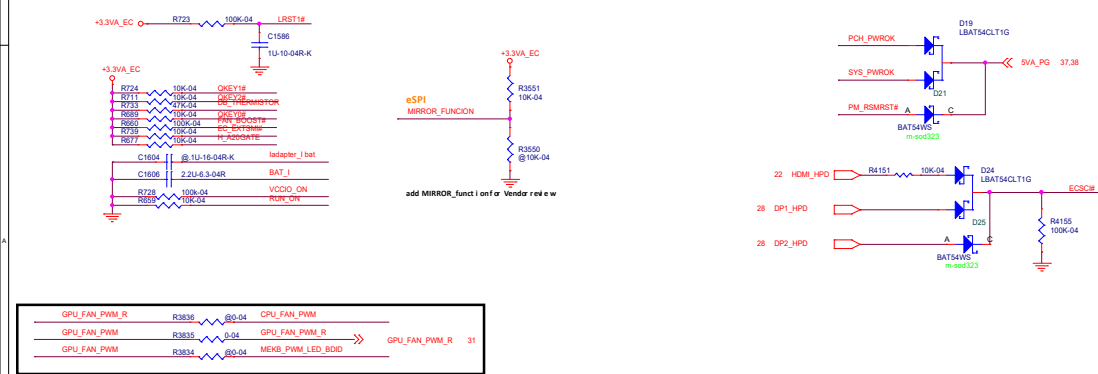 +3.3VA_EC R723 100K-04 LRST1#
C1586
1U-10-04R-K
+3.3VA_EC
R724 10K-04 QKEY1#
R711 10K-04 QKEY2#
R733 47K-04 DB_THERMISTOR
R689 10K-04 QKEY0#
R660 100K-04 FAN_BOOST#
R739 10K-04 EC_EXTSMI#
R677 10K-04 H_A20GATE
C1604 @.1U-16-04R-K Iadapter_I bat
C1606 2.2U-6.3-04R BAT_I
R728 100k-04 VCCIO_ON
R659 10K-04 RUN_ON
+3.3VA_EC
R3551
10K-04
eSPI
MIRROR_FUNCION
R3550
@10K-04
add MIRROR_function for Vendor review
D19
LBAT54CLT1G
PCH_PWROK
5VA_PG 37,38
SYS_PWROK
D21
PM_RSMRST# A C
BAT54WS
m-sod323
22 HDMI_HPD R4151 10K-04 D24
LBAT54CLT1G
ECSCI#
28 DP1_HPD
D25
R4155
100K-04
28 DP2_HPD A C
BAT54WS
m-sod323
A
GPU_FAN_PWM_R R3836 @0-04 CPU_FAN_PWM
GPU_FAN_PWM R3835 0-04 GPU_FAN_PWM_R GPU_FAN_PWM_R 31
GPU_FAN_PWM R3834 @0-04 MEKB_PWM_LED_BDID